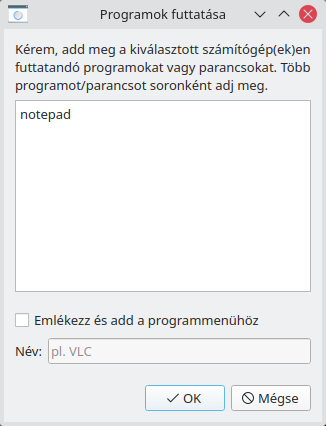 Programok futtatása
Kérem, add meg a kiválasztott számítógép(ek)en
futtatandó programokat vagy parancsokat. Több
programot/parancsot soronként adj meg.
notepad
Emlékezz és add a programmenühöz
Név: pl. VLC
OK Mégse